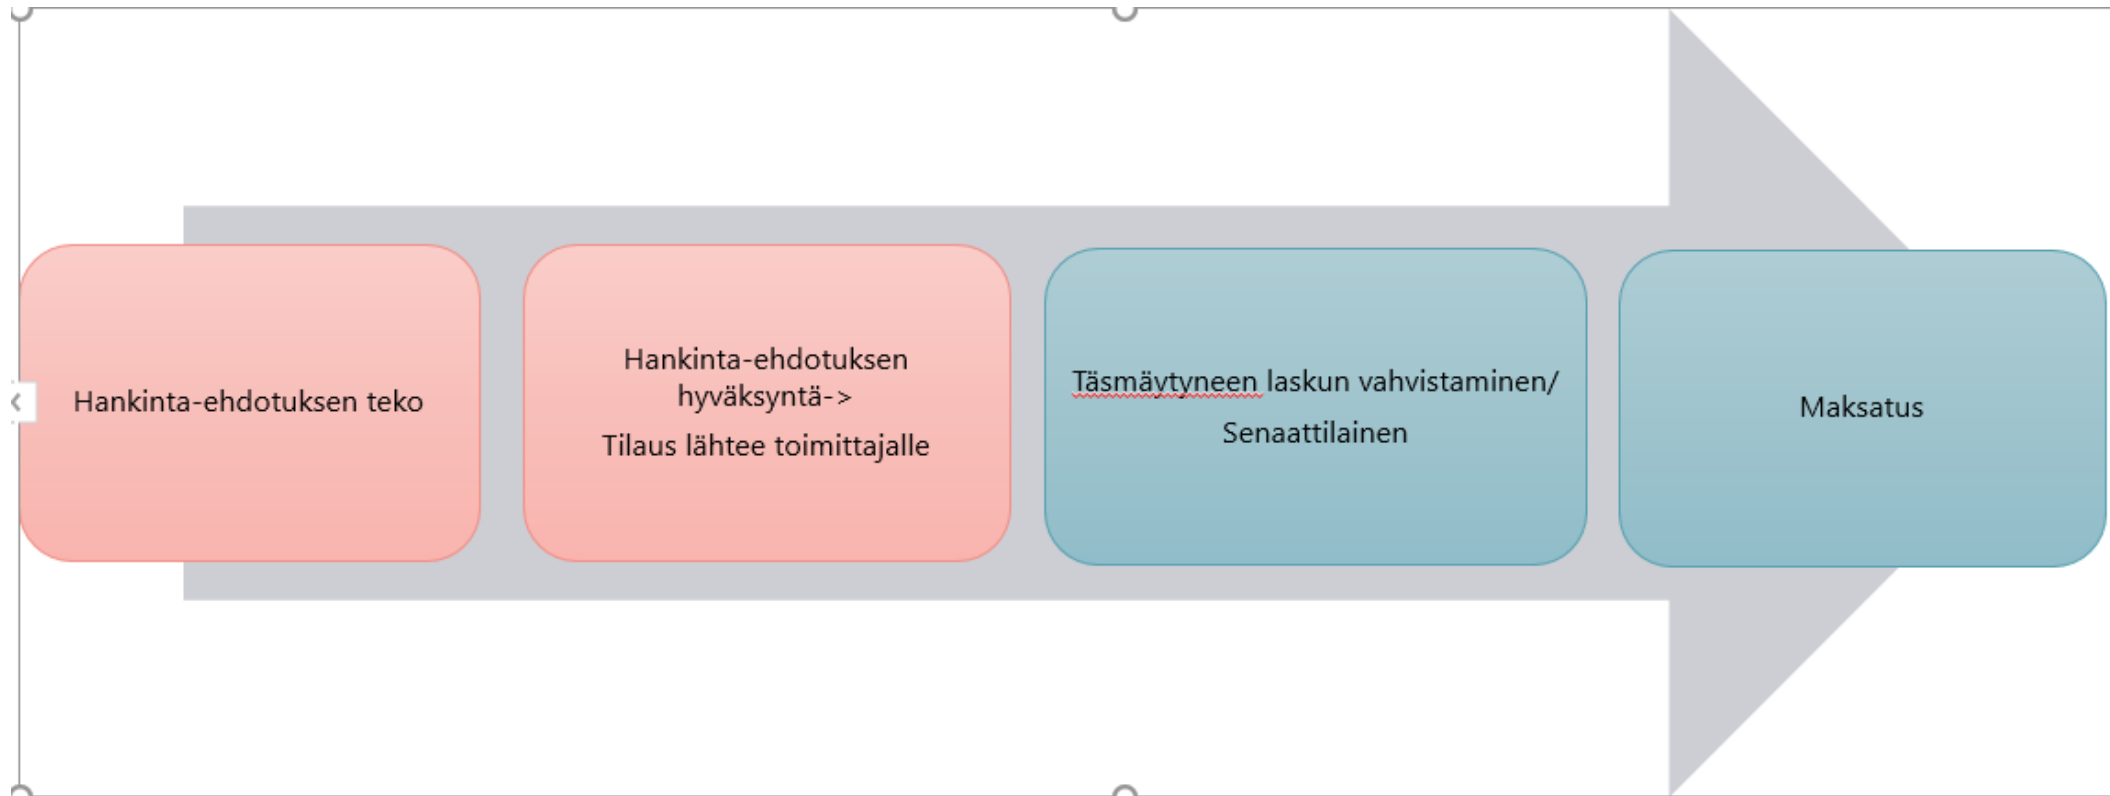 Hankinta-ehdotuksen teko
Hankinta-ehdotuksen
hyväksyntä->
Tilaus lähtee toimittajalle
Täsmäytyneen laskun vahvistaminen/
Senaattilainen
Maksatus